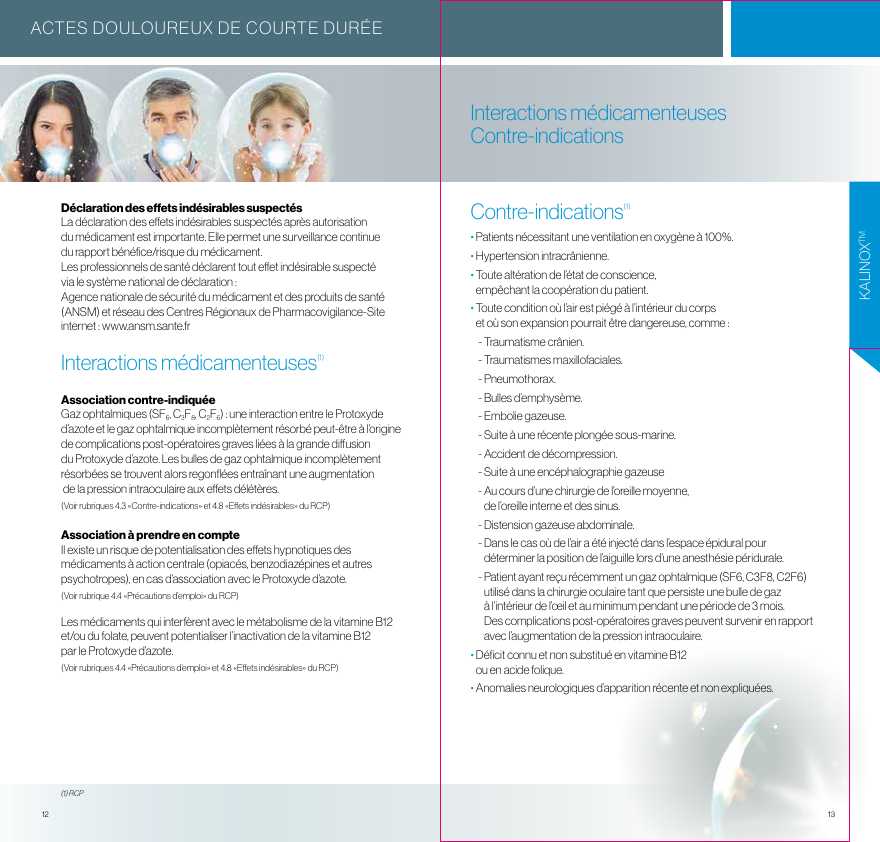 ACTES DOULOUREUX DE COURTE DURÉE
Déclaration des effets indésirables suspectés
La déclaration des effets indésirables suspectés après autorisation
du médicament est importante. Elle permet une surveillance continue
du rapport bénéfice/risque du médicament.
Les professionnels de santé déclarent tout effet indésirable suspecté
via le système national de déclaration :
Agence nationale de sécurité du médicament et des produits de santé
(ANSM) et réseau des Centres Régionaux de Pharmacovigilance-Site
internet : www.ansm.sante.fr
Interactions médicamenteuses(1)
Association contre-indiquée
Gaz ophtalmiques (SF6, C3F8, C2F6) : une interaction entre le Protoxyde
d'azote et le gaz ophtalmique incomplètement résorbé peut-être à l'origine
de complications post-opératoires graves liées à la grande diffusion
du Protoxyde d'azote. Les bulles de gaz ophtalmique incomplètement
résorbées se trouvent alors regonflées entraînant une augmentation
de la pression intraoculaire aux effets délétères.
(Voir rubriques 4.3 «Contre-indications» et 4.8 «Effets indésirables» du RCP)
Association à prendre en compte
Il existe un risque de potentialisation des effets hypnotiques des
médicaments à action centrale (opiacés, benzodiazépines et autres
psychotropes), en cas d'association avec le Protoxyde d'azote.
(Voir rubrique 4.4 «Précautions d'emploi» du RCP)
Les médicaments qui interfèrent avec le métabolisme de la vitamine B12
et/ou du folate, peuvent potentialiser l'inactivation de la vitamine B12
par le Protoxyde d'azote.
(Voir rubriques 4.4 «Précautions d'emploi» et 4.8 «Effets indésirables» du RCP)
(1) RCP
12
Interactions médicamenteuses
Contre-indications
Contre-indications(1)
• Patients nécessitant une ventilation en oxygène à 100%.
• Hypertension intracrânienne.
• Toute altération de l'état de conscience,
empêchant la coopération du patient.
• Toute condition où l'air est piégé à l'intérieur du corps
et où son expansion pourrait être dangereuse, comme :
- Traumatisme crânien.
- Traumatismes maxillofaciales.
- Pneumothorax.
- Bulles d'emphysème.
- Embolie gazeuse.
- Suite à une récente plongée sous-marine.
- Accident de décompression.
- Suite à une encéphalographie gazeuse
- Au cours d'une chirurgie de l'oreille moyenne,
de l'oreille interne et des sinus.
- Distension gazeuse abdominale.
- Dans le cas où de l'air a été injecté dans l'espace épidural pour
déterminer la position de l'aiguille lors d'une anesthésie péridurale.
- Patient ayant reçu récemment un gaz ophtalmique (SF6, C3F8, C2F6)
utilisé dans la chirurgie oculaire tant que persiste une bulle de gaz
à l'intérieur de l'œil et au minimum pendant une période de 3 mois.
Des complications post-opératoires graves peuvent survenir en rapport
avec l'augmentation de la pression intraoculaire.
• Déficit connu et non substitué en vitamine B12
ou en acide folique.
• Anomalies neurologiques d'apparition récente et non expliquées.
KALINOX™
13